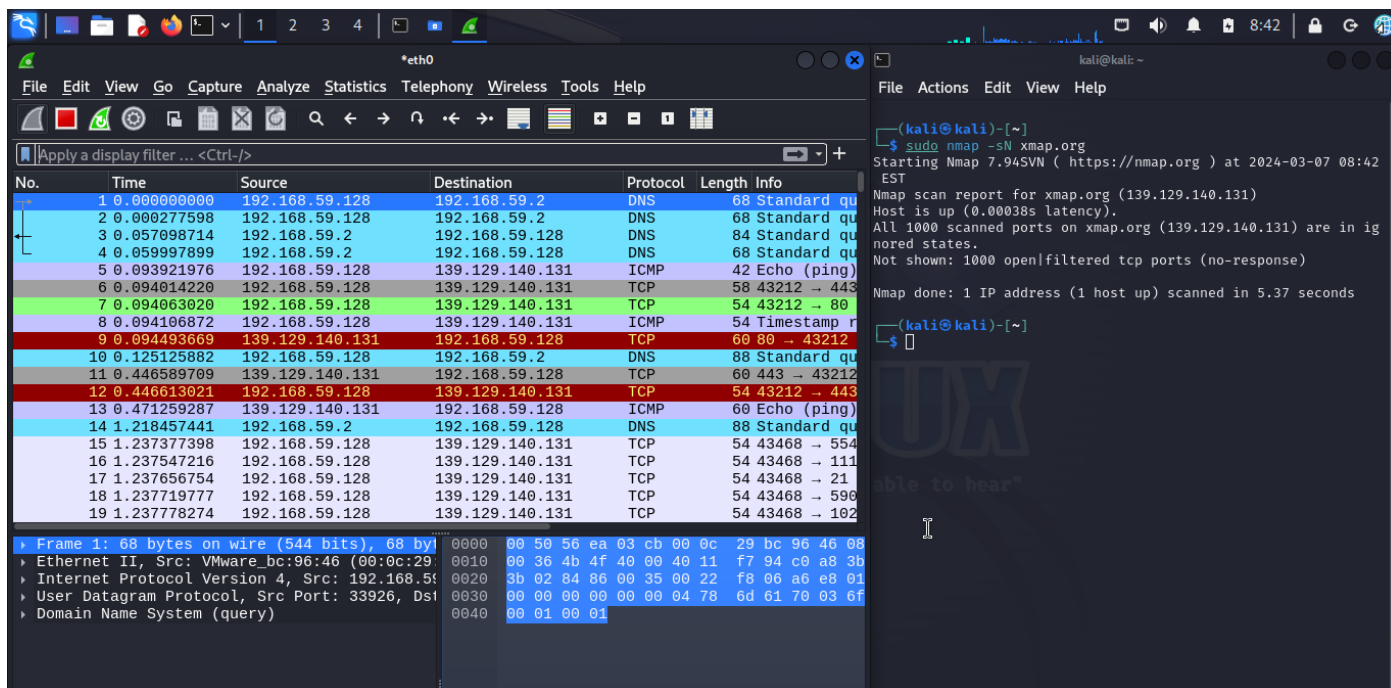 1 2 3 4 8:42
*eth0
File Edit View Go Capture Analyze Statistics Telephony Wireless Tools Help
Apply a display filter ... <Ctrl-/>
No. Time Source Destination Protocol Length Info
1 0.000000000 192.168.59.128 192.168.59.2 DNS 68 Standard qu
2 0.000277598 192.168.59.128 192.168.59.2 DNS 68 Standard qu
3 0.057098714 192.168.59.2 192.168.59.128 DNS 84 Standard qu
4 0.059997899 192.168.59.2 192.168.59.128 DNS 68 Standard qu
5 0.093921976 192.168.59.128 139.129.140.131 ICMP 42 Echo (ping)
6 0.094014220 192.168.59.128 139.129.140.131 TCP 58 43212 → 443
7 0.094063020 192.168.59.128 139.129.140.131 TCP 54 43212 → 80
8 0.094106872 192.168.59.128 139.129.140.131 ICMP 54 Timestamp r
9 0.094493669 139.129.140.131 192.168.59.128 TCP 60 80 → 43212
10 0.125125882 192.168.59.128 192.168.59.2 DNS 88 Standard qu
11 0.446589709 139.129.140.131 192.168.59.128 TCP 60 443 → 43212
12 0.446613021 192.168.59.128 139.129.140.131 TCP 54 43212 → 443
13 0.471259287 139.129.140.131 192.168.59.128 ICMP 60 Echo (ping)
14 1.218457441 192.168.59.2 192.168.59.128 DNS 88 Standard qu
15 1.237377398 192.168.59.128 139.129.140.131 TCP 54 43468 → 554
16 1.237547216 192.168.59.128 139.129.140.131 TCP 54 43468 → 111
17 1.237656754 192.168.59.128 139.129.140.131 TCP 54 43468 → 21
18 1.237719777 192.168.59.128 139.129.140.131 TCP 54 43468 → 590
19 1.237778274 192.168.59.128 139.129.140.131 TCP 54 43468 → 102
Frame 1: 68 bytes on wire (544 bits), 68 byt
Ethernet II, Src: VMware_bc:96:46 (00:0c:29:
Internet Protocol Version 4, Src: 192.168.59
User Datagram Protocol, Src Port: 33926, Dst
Domain Name System (query)
0000 00 50 56 ea 03 cb 00 0c 29 bc 96 46 08
0010 00 36 4b 4f 40 00 40 11 f7 94 c0 a8 3b
0020 3b 02 84 86 00 35 00 22 f8 06 a6 e8 01
0030 00 00 00 00 00 00 04 78 6d 61 70 03 6f
0040 00 01 00 01
kali@kali: ~
File Actions Edit View Help
(kali㉿kali)-[~]
$ sudo nmap -sN xmap.org
Starting Nmap 7.94SVN ( https://nmap.org ) at 2024-03-07 08:42
EST
Nmap scan report for xmap.org (139.129.140.131)
Host is up (0.00038s latency).
All 1000 scanned ports on xmap.org (139.129.140.131) are in ig
nored states.
Not shown: 1000 open|filtered tcp ports (no-response)
Nmap done: 1 IP address (1 host up) scanned in 5.37 seconds
(kali㉿kali)-[~]
$
UX
able to hear"